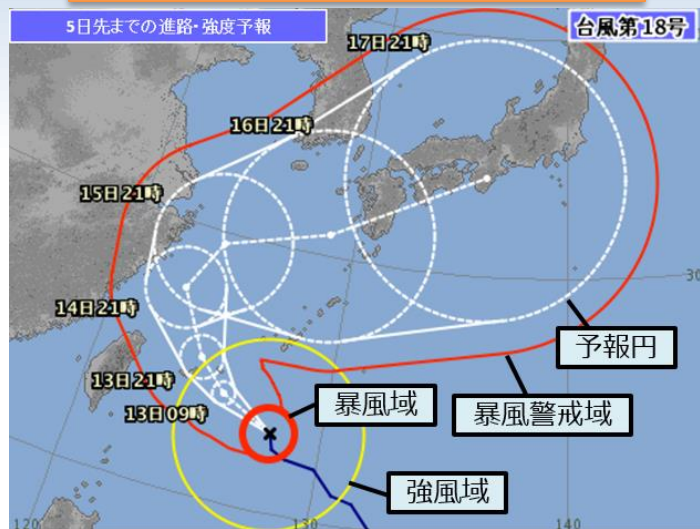 5日先までの進路・強度予報
台風第18号
17日21時
16日21時
15日21時
14日21時
13日21時
13日09時
30
予報円
暴風域
暴風警戒域
強風域
120
130
140